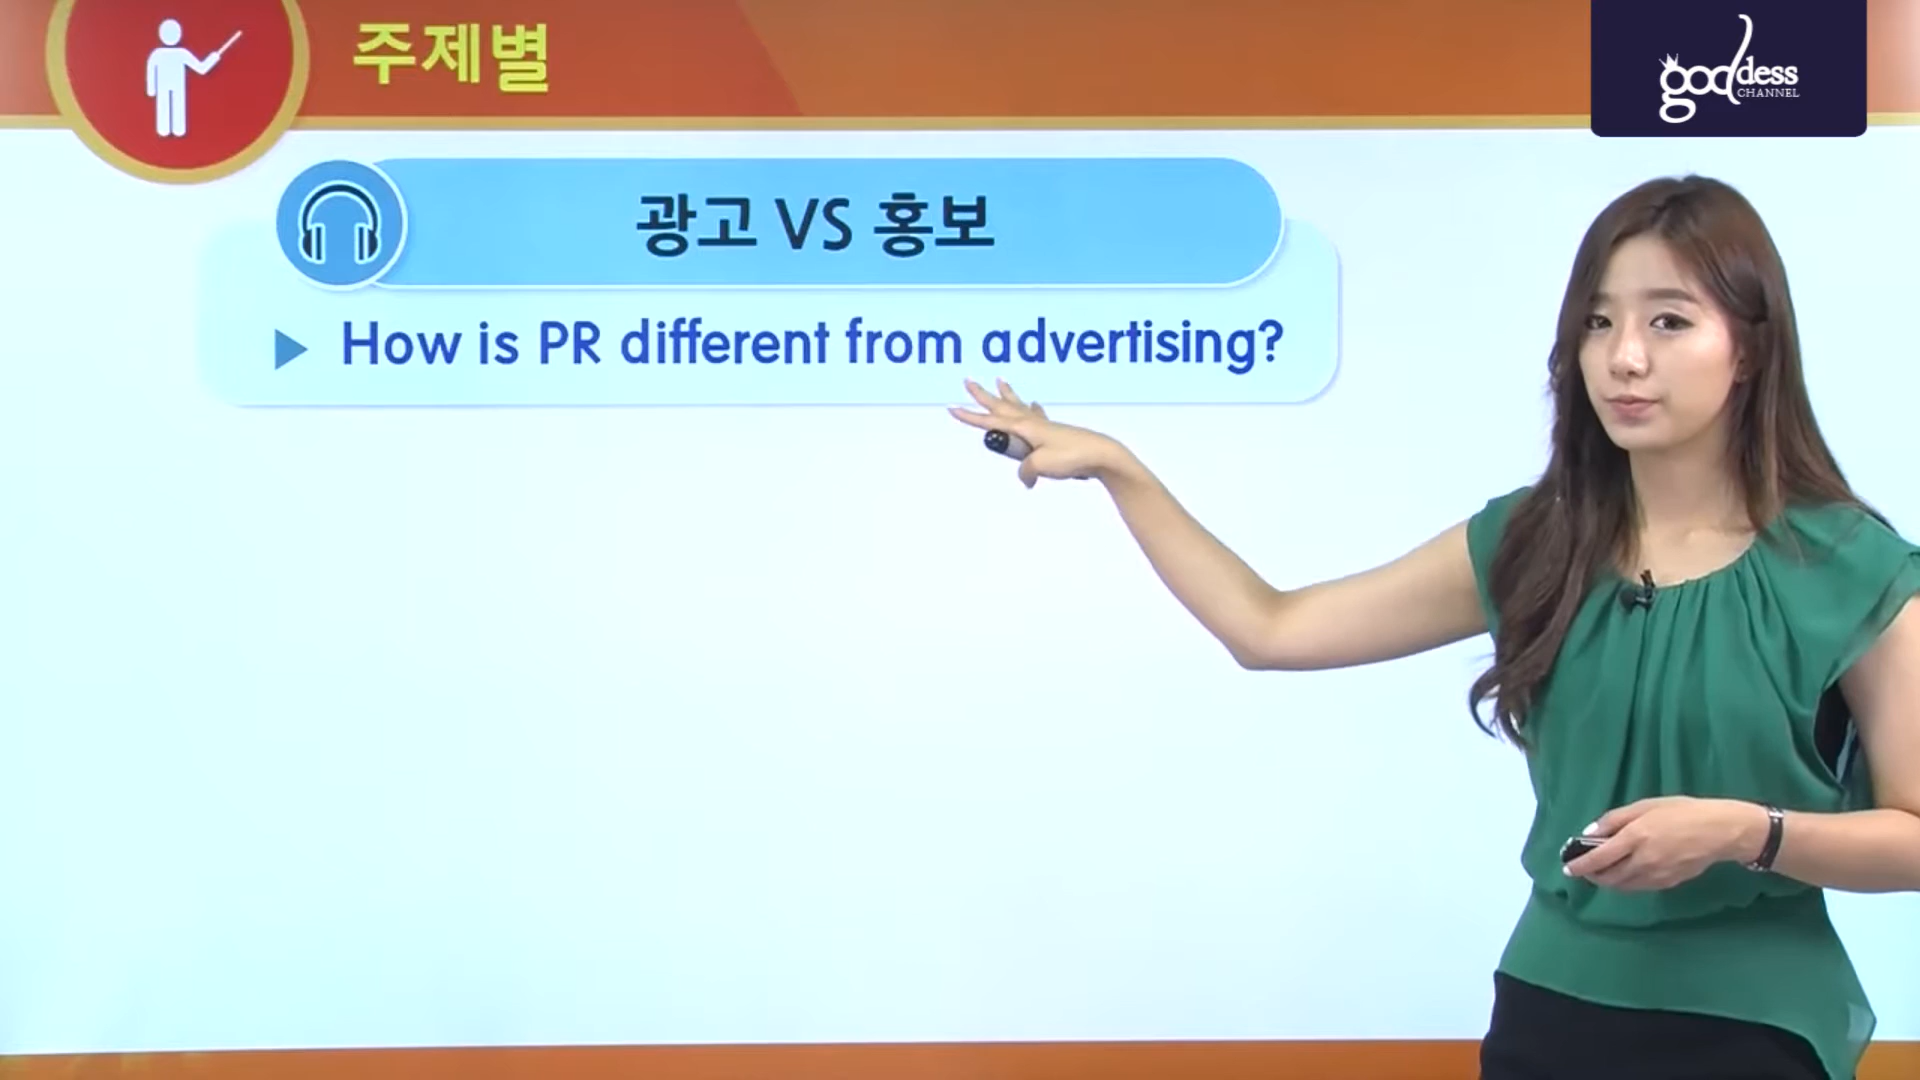 주제별
goddess
CHANNEL
광고 VS 홍보
How is PR different from advertising?